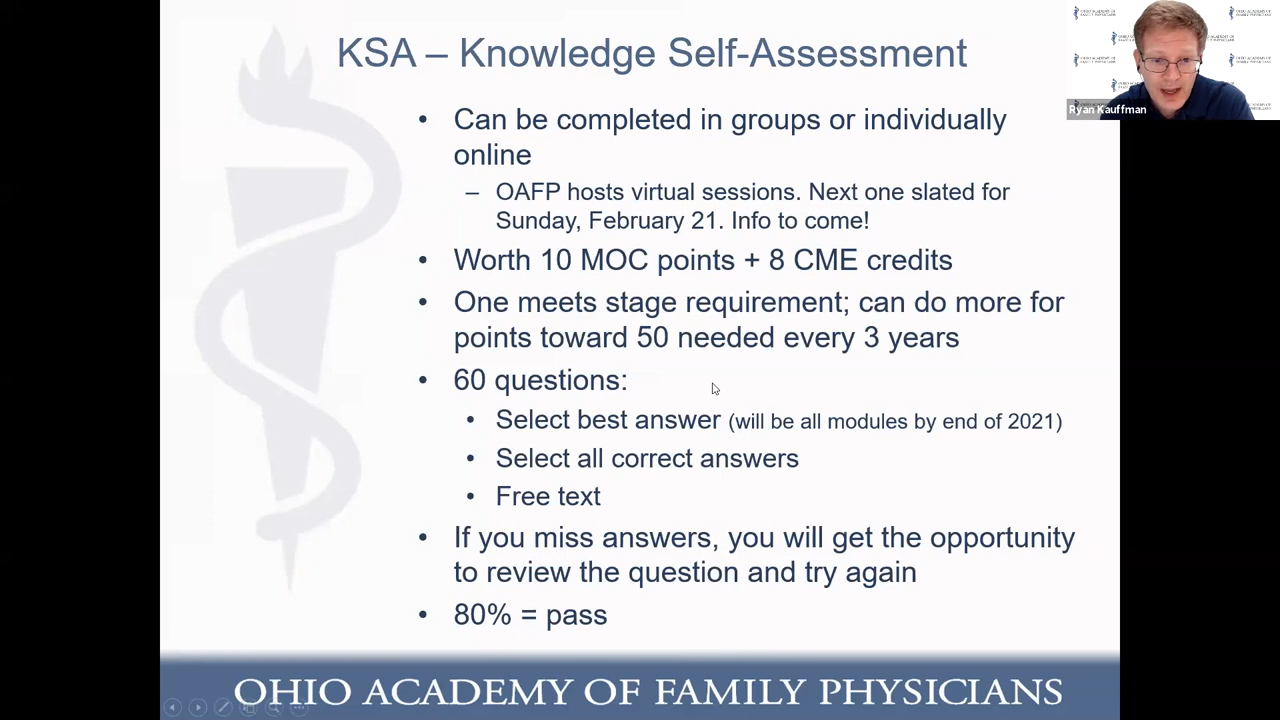 KSA – Knowledge Self-Assessment
• Can be completed in groups or individually
online
– OAFP hosts virtual sessions. Next one slated for
Sunday, February 21. Info to come!
• Worth 10 MOC points + 8 CME credits
• One meets stage requirement; can do more for
points toward 50 needed every 3 years
• 60 questions:
• Select best answer (will be all modules by end of 2021)
• Select all correct answers
• Free text
• If you miss answers, you will get the opportunity
to review the question and try again
• 80% = pass
OHIO ACADEMY OF FAMILY PHYSICIANS
Ryan Kauffman